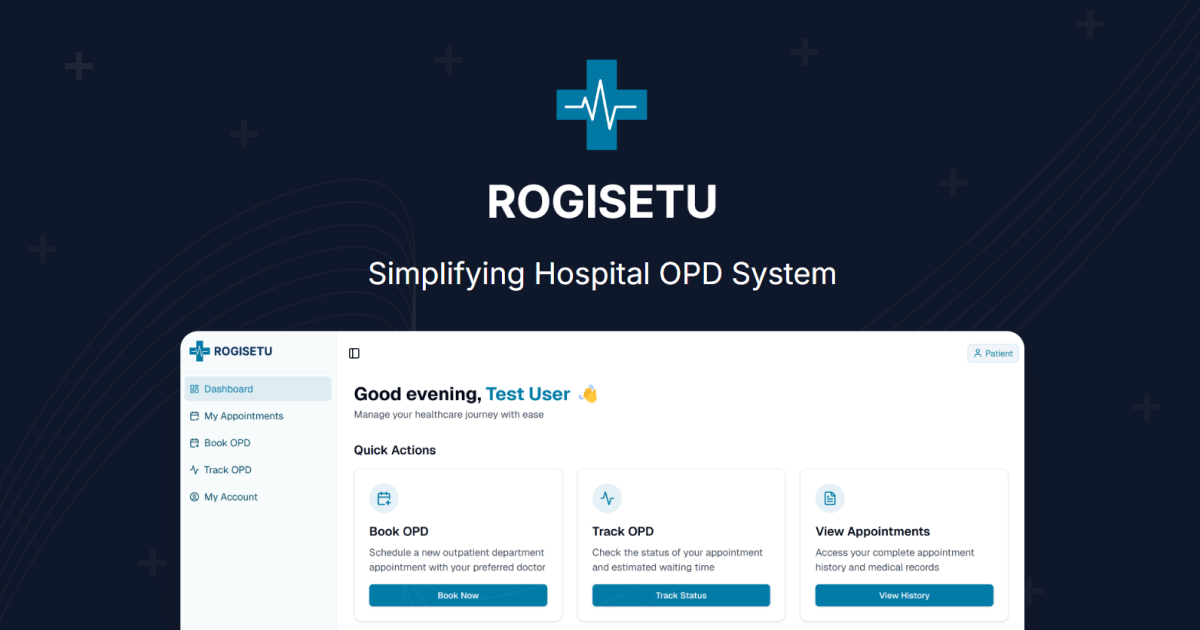 ROGISETU
Simplifying Hospital OPD System
ROGISETU
Patient
Dashboard
My Appointments
Book OPD
Track OPD
My Account
Good evening, Test User 👋
Manage your healthcare journey with ease
Quick Actions
Book OPD
Schedule a new outpatient department
appointment with your preferred doctor
Book Now
Track OPD
Check the status of your appointment
and estimated waiting time
Track Status
View Appointments
Access your complete appointment
history and medical records
View History